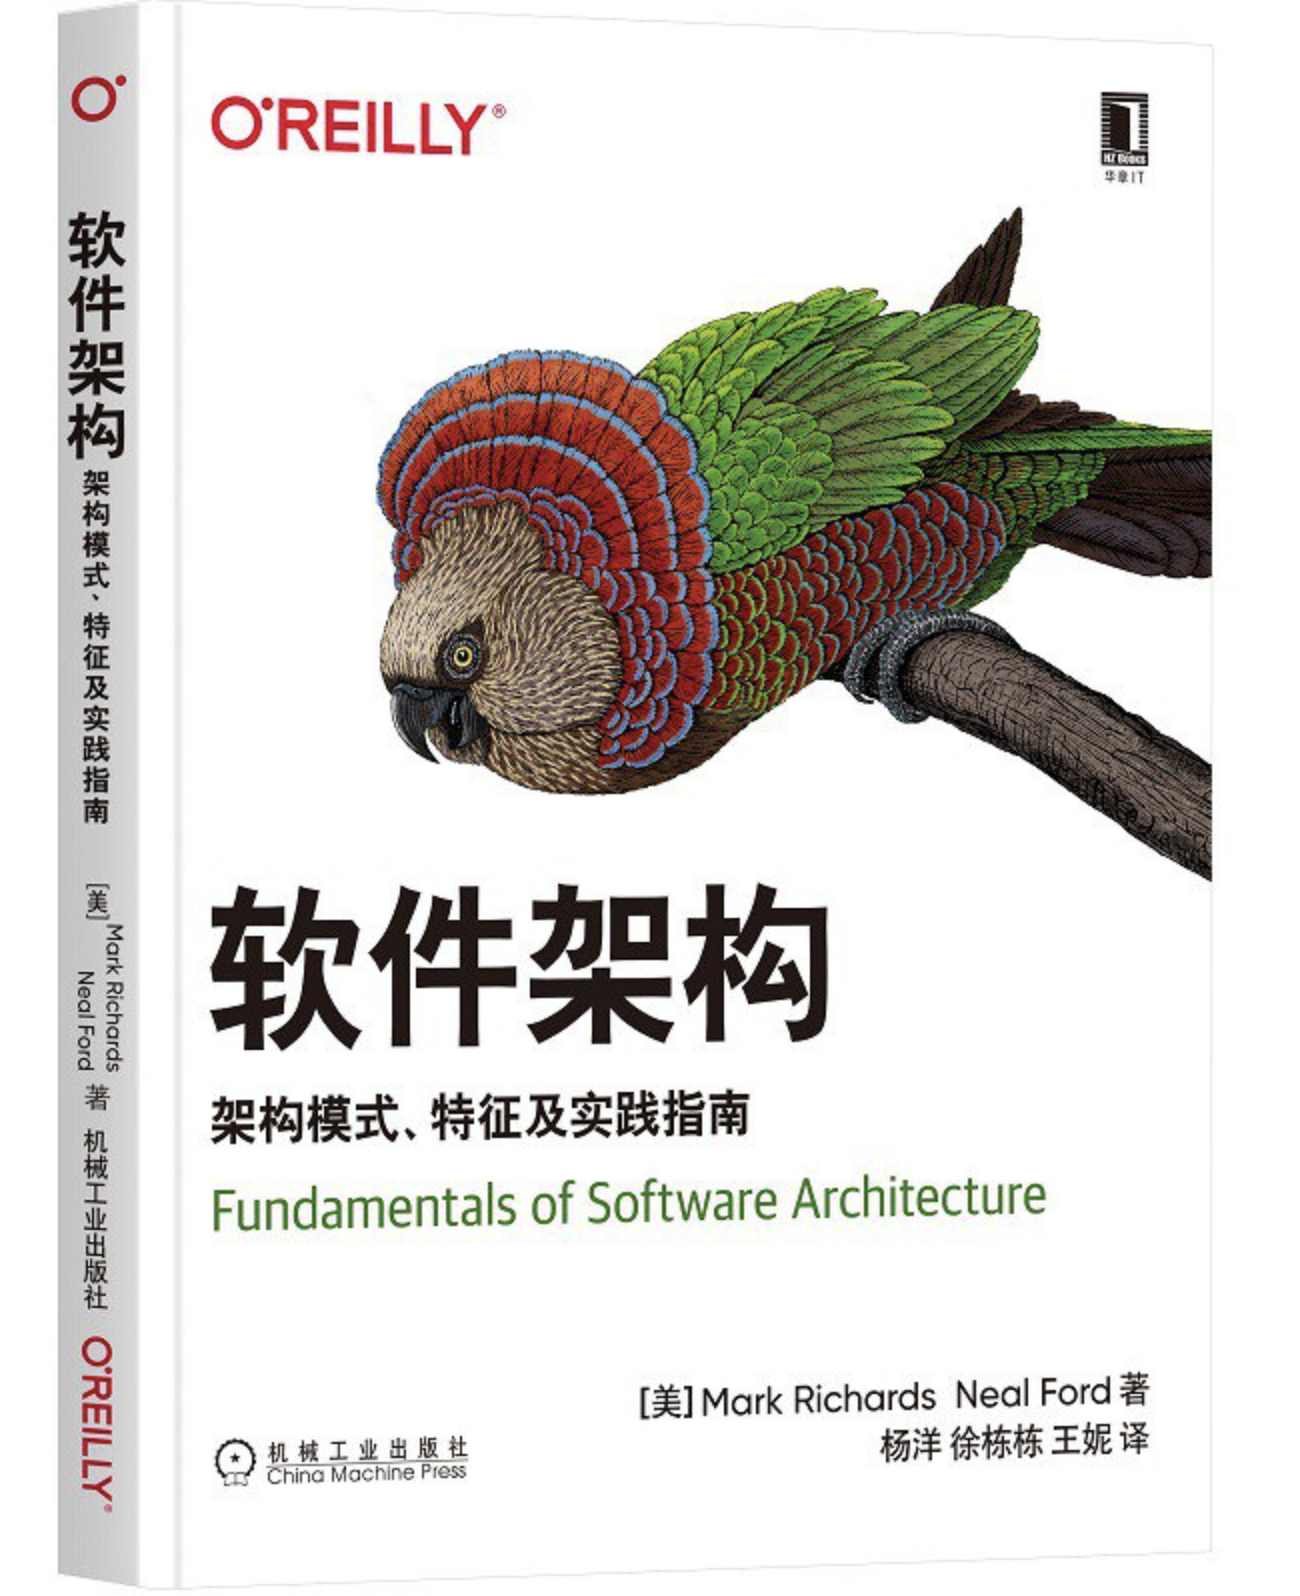 O'REILLY®
HZ Books
华章IT
软件架构
架构模式、特征及实践指南
Fundamentals of Software Architecture
[美] Mark Richards Neal Ford 著
杨洋 徐栋栋 王妮 译
机械工业出版社
China Machine Press
软件架构
架构模式、特征及实践指南
[美]
Mark Richards
Neal Ford
著
机械工业出版社
O'REILLY®